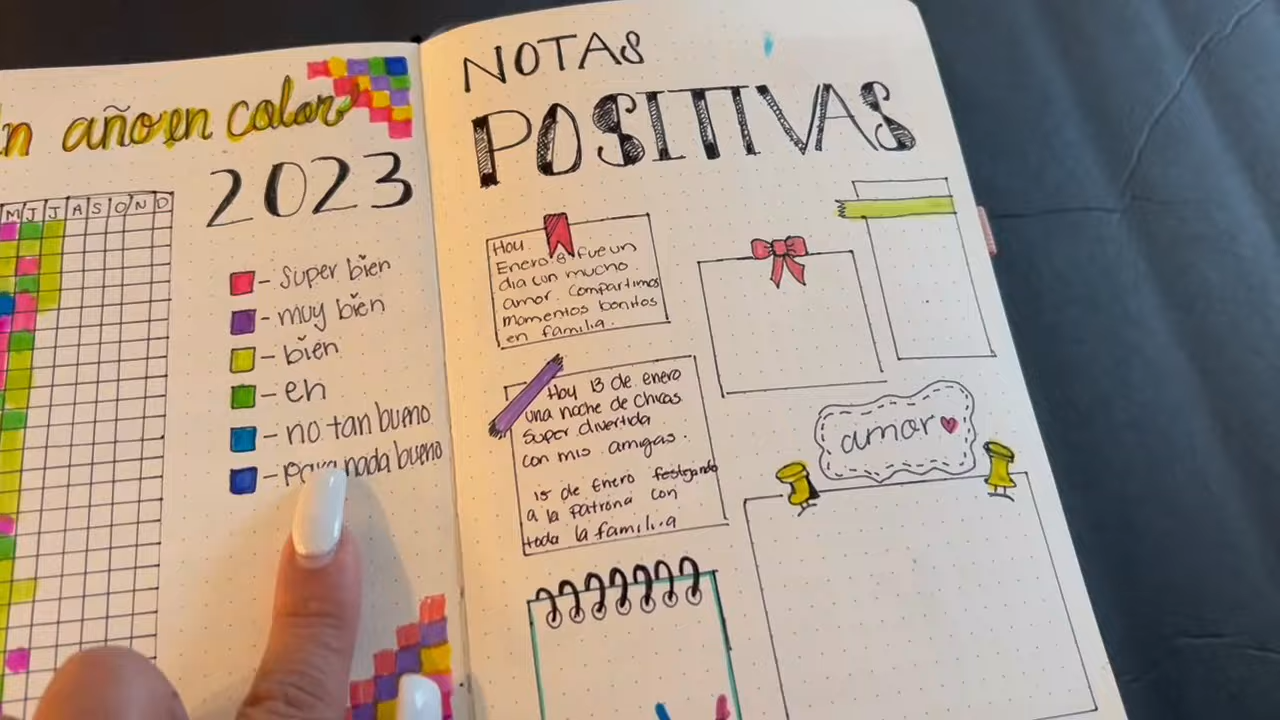 n año en color
2023
M J J A S O N D
- Super bien
- muy bien
- bien
- eh
- no tan bueno
- para nada bueno
NOTAS
POSITIVAS
Hoy
Enero 8 fue un
dia con mucho
amor. Compartimos
momentos bonitos
en familia.
Hoy 13 de enero
una noche de chicas
Super divertida
con mis amigas.
15 de Enero festejando
a la patrona con
toda la familia
amor